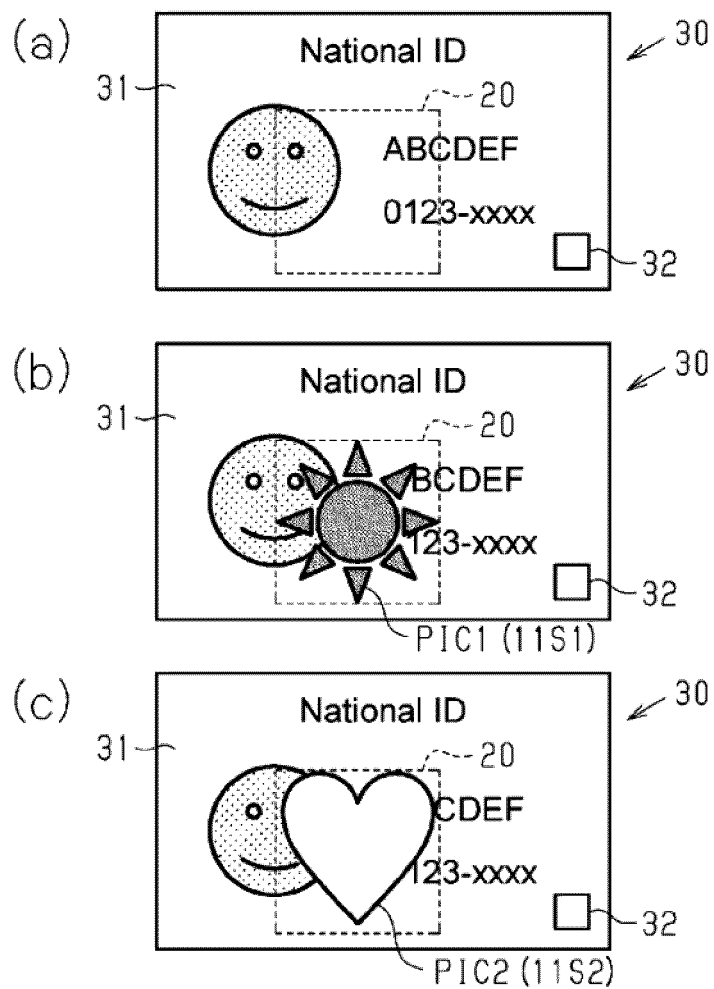 (a)
National ID
30
31
20
ABCDEF
0123-xxxx
32
(b)
National ID
30
31
20
BCDEF
123-xxxx
32
PIC1 (11S1)
(c)
National ID
30
31
20
CDEF
123-xxxx
32
PIC2 (11S2)